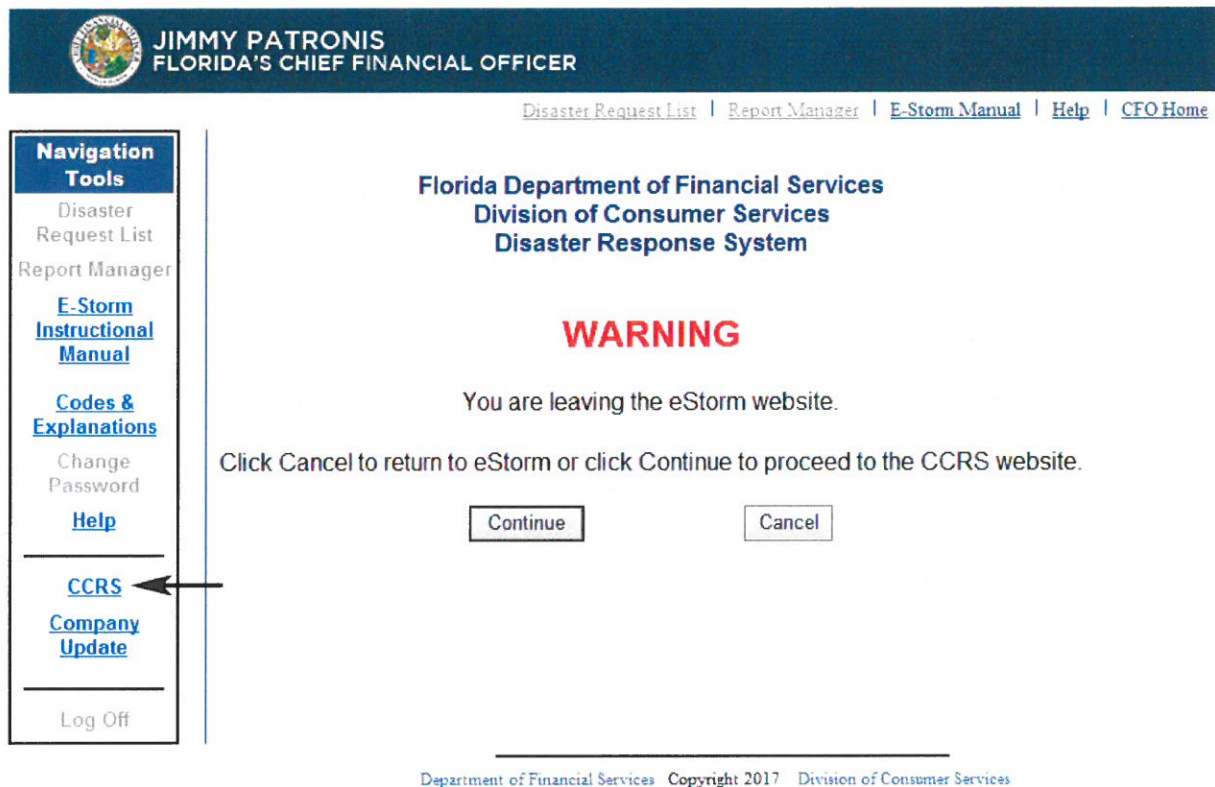 JIMMY PATRONIS
FLORIDA'S CHIEF FINANCIAL OFFICER
Disaster Request List | Report Manager | E-Storm Manual | Help | CFO Home
Navigation
Tools
Disaster
Request List
Report Manager
E-Storm
Instructional
Manual
Codes &
Explanations
Change
Password
Help
CCRS
Company
Update
Log Off
Florida Department of Financial Services
Division of Consumer Services
Disaster Response System
WARNING
You are leaving the eStorm website.
Click Cancel to return to eStorm or click Continue to proceed to the CCRS website.
Continue Cancel
Department of Financial Services Copyright 2017 Division of Consumer Services